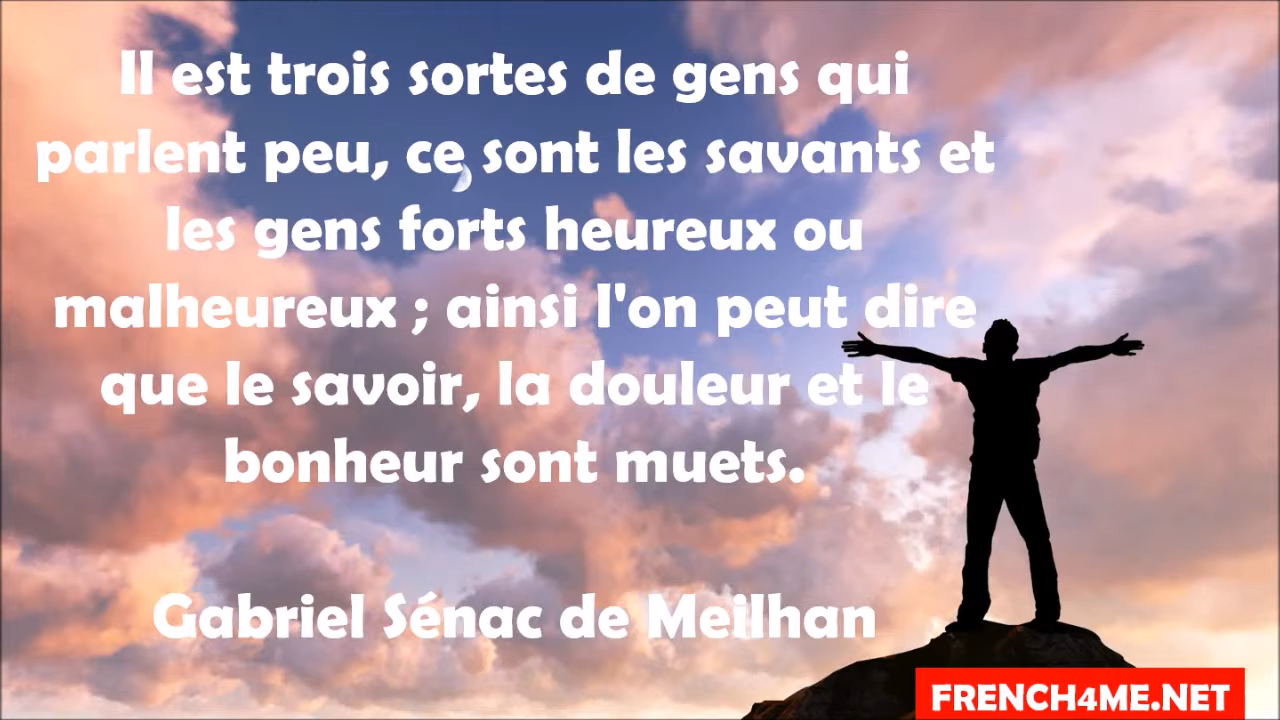 Il est trois sortes de gens qui
parlent peu, ce sont les savants et
les gens forts heureux ou
malheureux ; ainsi l'on peut dire
que le savoir, la douleur et le
bonheur sont muets.
Gabriel Sénac de Meilhan
FRENCH4ME.NET